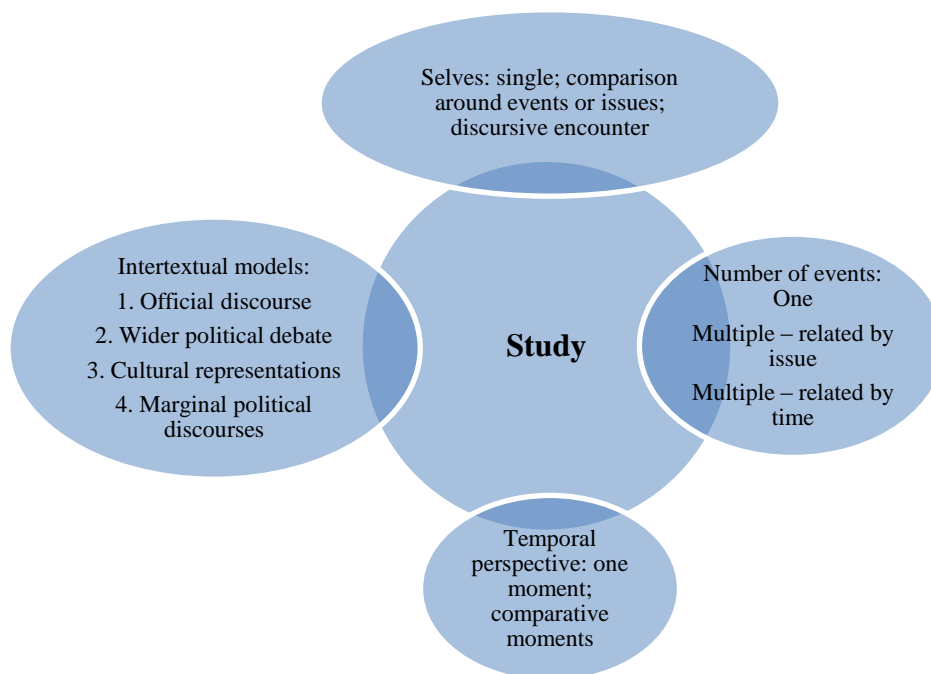 Selves: single; comparison
around events or issues;
discursive encounter
Intertextual models:
1. Official discourse
2. Wider political debate
3. Cultural representations
4. Marginal political
discourses
Study
Number of events:
One
Multiple – related by
issue
Multiple – related by
time
Temporal
perspective: one
moment;
comparative
moments